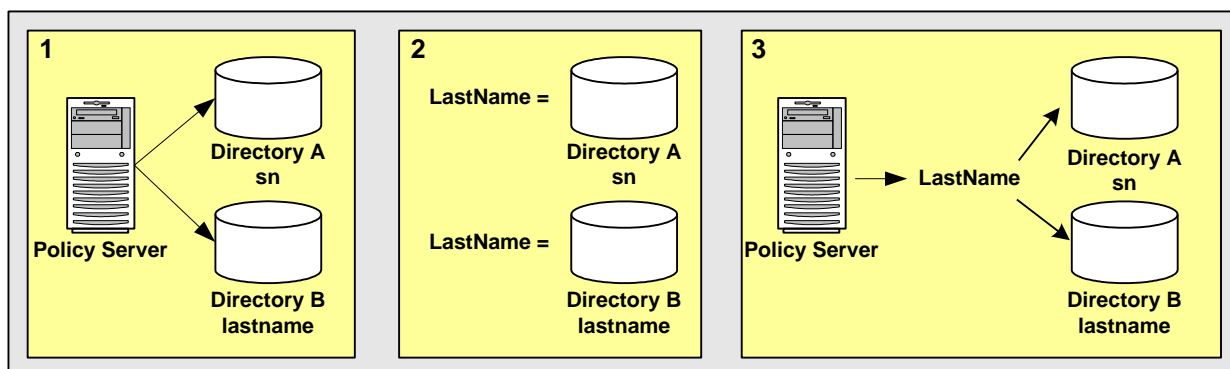 1
Directory A
sn
Policy Server
Directory B
lastname
2
LastName =
Directory A
sn
LastName =
Directory B
lastname
3
Directory A
sn
LastName
Policy Server
Directory B
lastname